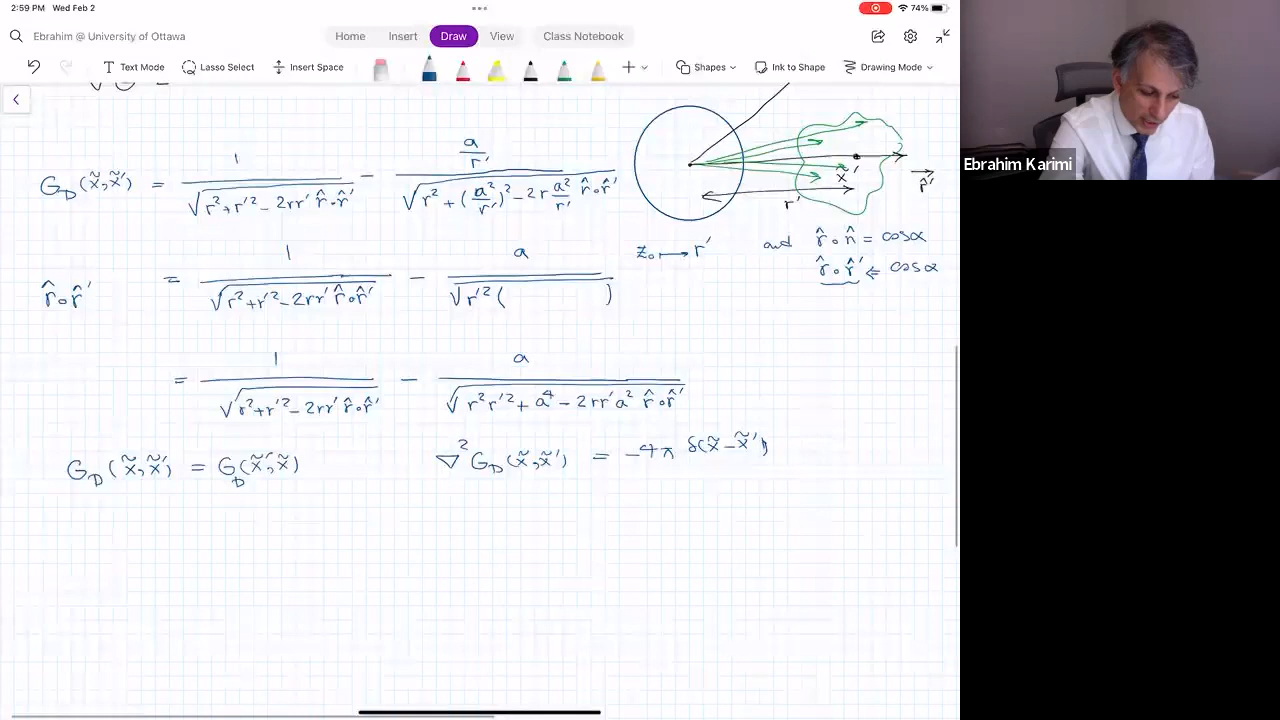 2:59 PM Wed Feb 2
74%
Ebrahim @ University of Ottawa
Home Insert Draw View Class Notebook
Text Mode Lasso Select Insert Space Shapes Ink to Shape Drawing Mode
Ebrahim Karimi
G_D(x̃,x̃') = 1/√(r²+r'²-2rr' r̂∘r̂') - (a/r')/√(r²+(a²/r')²-2r a²/r' r̂∘r̂')
x'
r̂'
r'
z₀ ↦ r' and r̂∘n̂ = cosα
r̂∘r̂' ⇐ cosα
r̂∘r̂' = 1/√(r²+r'²-2rr' r̂∘r̂') - a/√(r'²( ))
= 1/√(r²+r'²-2rr' r̂∘r̂') - a/√(r²r'²+a⁴-2rr'a² r̂∘r̂')
G_D(x̃,x̃') = G_D(x̃',x̃) ∇²G_D(x̃,x̃') = -4π δ(x̃-x̃')